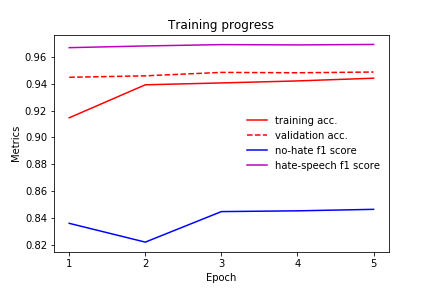 Training progress
0.96
0.94
0.92
0.90
0.88
0.86
0.84
0.82
Metrics
training acc.
validation acc.
no-hate f1 score
hate-speech f1 score
1 2 3 4 5
Epoch